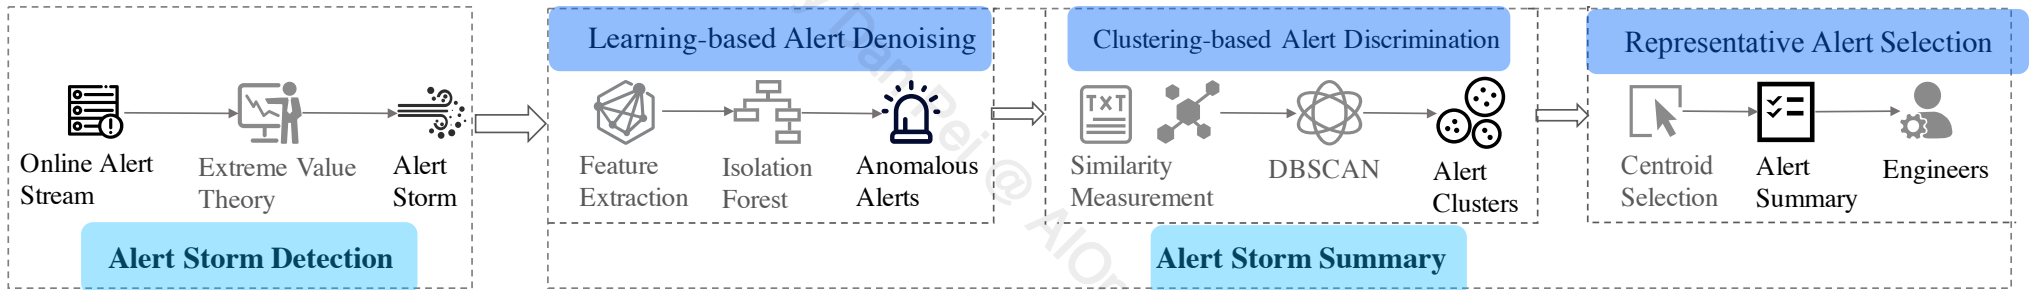 Learning-based Alert Denoising
Clustering-based Alert Discrimination
Representative Alert Selection
Online Alert
Stream
Extreme Value
Theory
Alert
Storm
Feature
Extraction
Isolation
Forest
Anomalous
Alerts
TXT
Similarity
Measurement
DBSCAN
Alert
Clusters
Centroid
Selection
Alert
Summary
Engineers
Alert Storm Detection
Alert Storm Summary